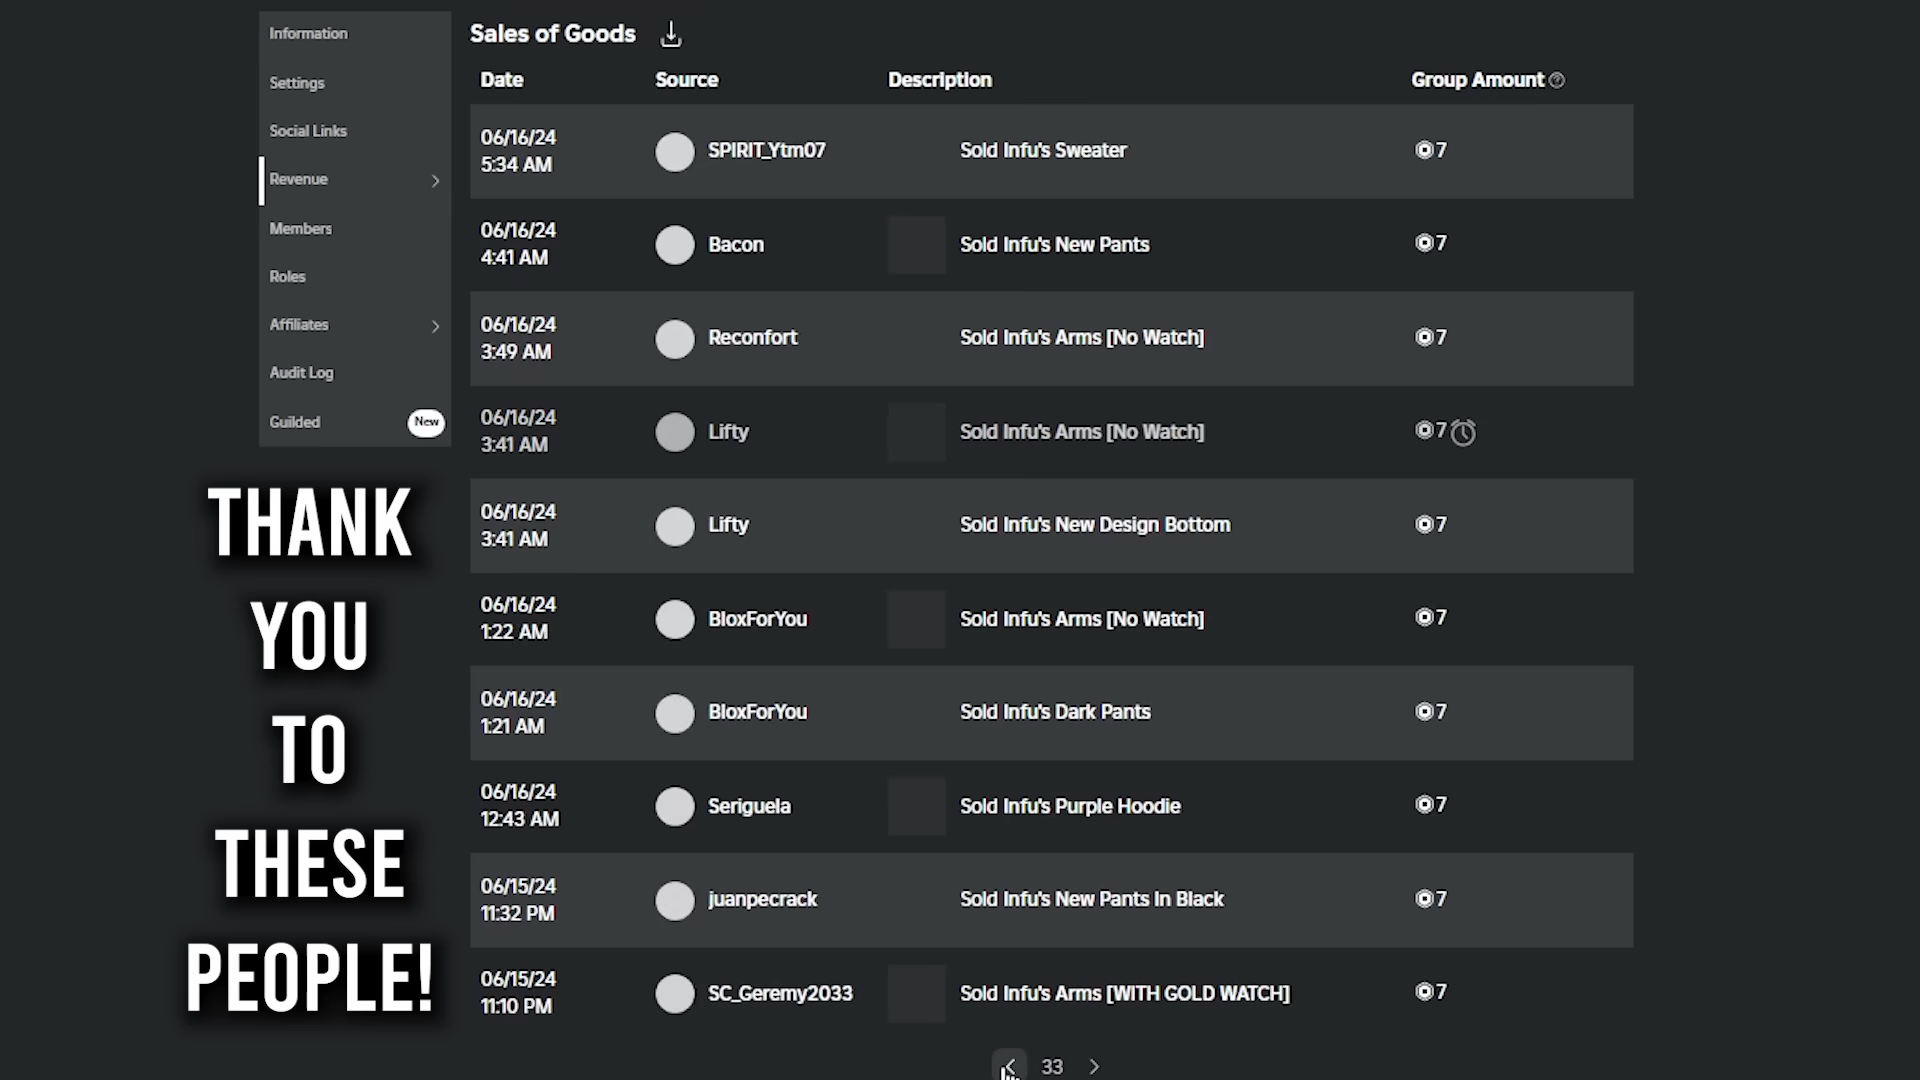 Information
Settings
Social Links
Revenue
Members
Roles
Affiliates
Audit Log
Guilded New
THANK
YOU
TO
THESE
PEOPLE!
Sales of Goods
Date Source Description Group Amount
06/16/24
5:34 AM
SPIRIT_Ytm07 Sold Infu's Sweater 7
06/16/24
4:41 AM
Bacon Sold Infu's New Pants 7
06/16/24
3:49 AM
Reconfort Sold Infu's Arms [No Watch] 7
06/16/24
3:41 AM
Lifty Sold Infu's Arms [No Watch] 7
06/16/24
3:41 AM
Lifty Sold Infu's New Design Bottom 7
06/16/24
1:22 AM
BloxForYou Sold Infu's Arms [No Watch] 7
06/16/24
1:21 AM
BloxForYou Sold Infu's Dark Pants 7
06/16/24
12:43 AM
Seriguela Sold Infu's Purple Hoodie 7
06/15/24
11:32 PM
juanpecrack Sold Infu's New Pants In Black 7
06/15/24
11:10 PM
SC_Geremy2033 Sold Infu's Arms [WITH GOLD WATCH] 7
33